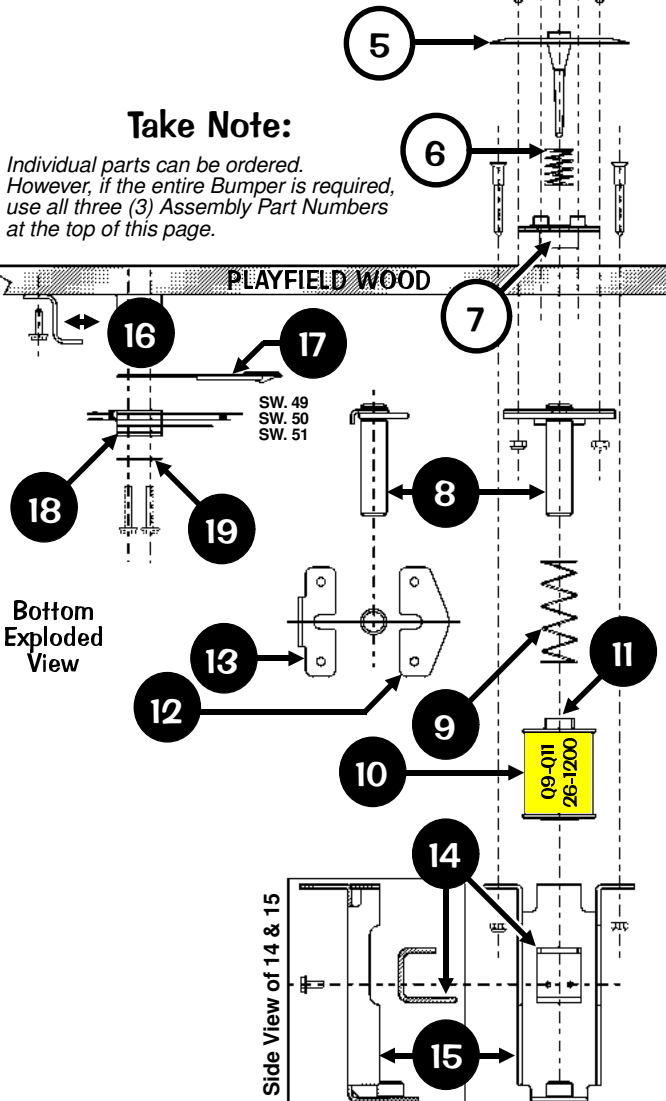 5
Take Note:
6
Individual parts can be ordered.
However, if the entire Bumper is required,
use all three (3) Assembly Part Numbers
at the top of this page.
PLAYFIELD WOOD
7
16
17
SW. 49
SW. 50
SW. 51
18
19
8
Bottom
Exploded
View
13
12
9
11
10
Q9-Q11
26-1200
14
Side View of 14 & 15
15